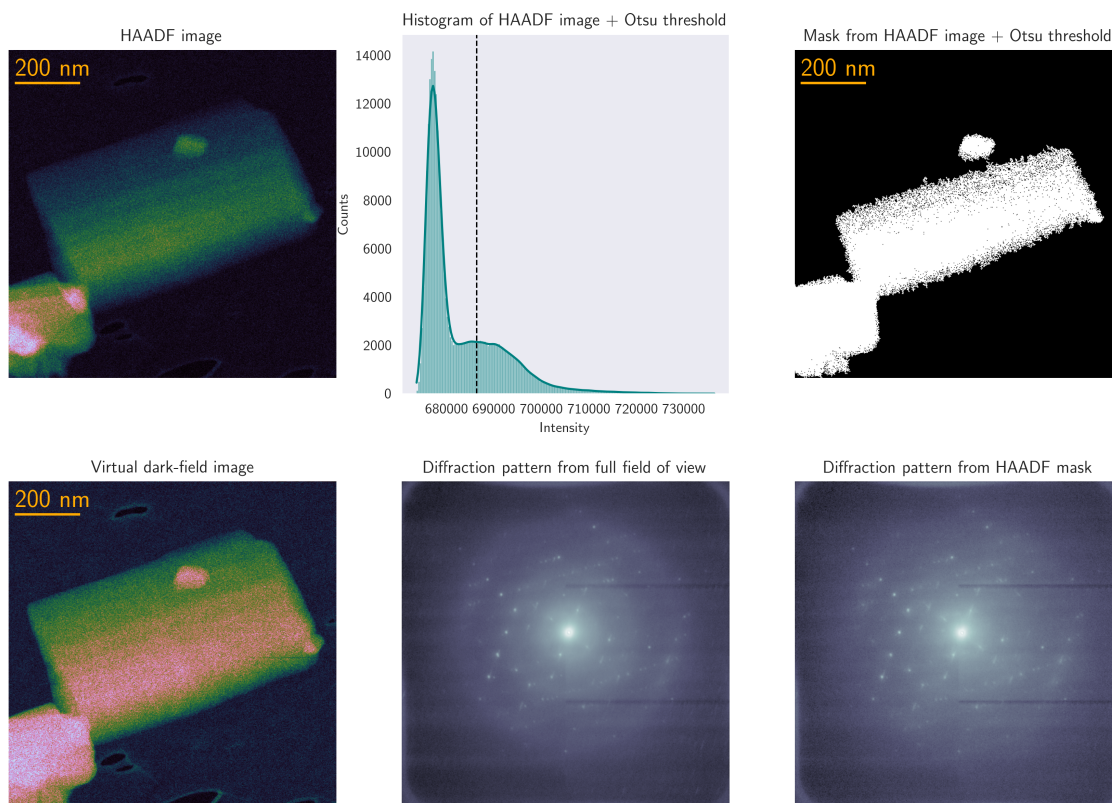 HAADF image
200 nm
Histogram of HAADF image + Otsu threshold
14000
12000
10000
8000
6000
4000
2000
0
Counts
680000 690000 700000 710000 720000 730000
Intensity
Mask from HAADF image + Otsu threshold
200 nm
Virtual dark-field image
200 nm
Diffraction pattern from full field of view
Diffraction pattern from HAADF mask